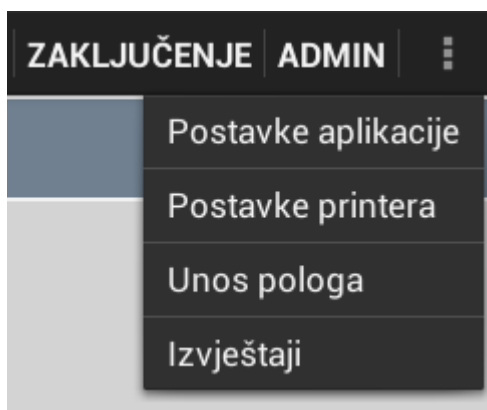 ZAKLJUČENJE ADMIN
Postavke aplikacije
Postavke printera
Unos pologa
Izvještaji